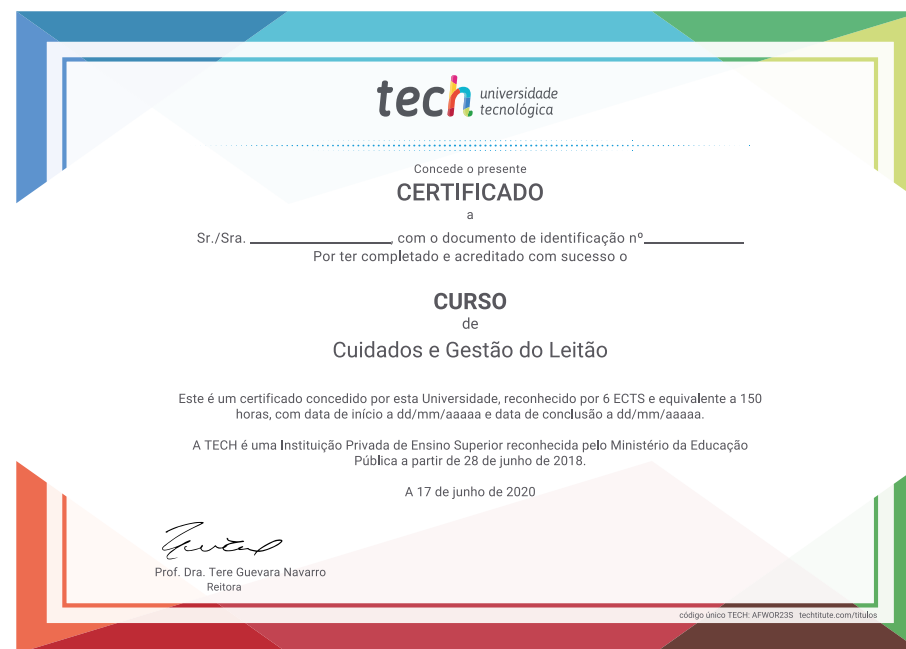 tech universidade
tecnológica
Concede o presente
CERTIFICADO
a
Sr./Sra. , com o documento de identificação nº
Por ter completado e acreditado com sucesso o
CURSO
de
Cuidados e Gestão do Leitão
Este é um certificado concedido por esta Universidade, reconhecido por 6 ECTS e equivalente a 150
horas, com data de início a dd/mm/aaaaa e data de conclusão a dd/mm/aaaaa.
A TECH é uma Instituição Privada de Ensino Superior reconhecida pelo Ministério da Educação
Pública a partir de 28 de junho de 2018.
A 17 de junho de 2020
Prof. Dra. Tere Guevara Navarro
Reitora
código único TECH: AFWOR23S techtitute.com/titulos